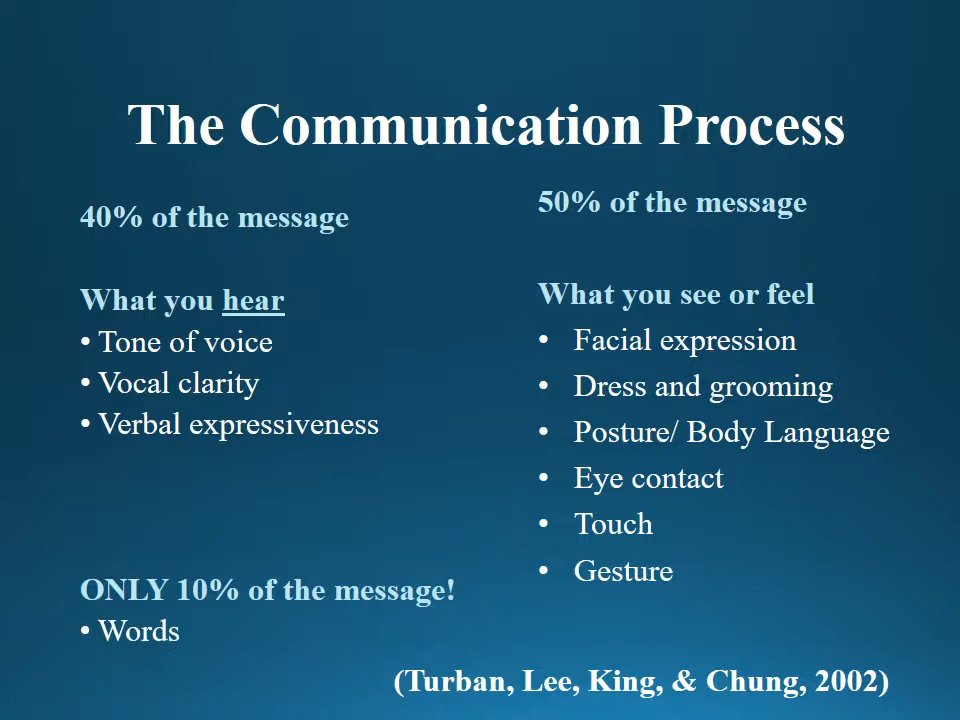 The Communication Process
40% of the message
What you hear
• Tone of voice
• Vocal clarity
• Verbal expressiveness
ONLY 10% of the message!
• Words
50% of the message
What you see or feel
• Facial expression
• Dress and grooming
• Posture/ Body Language
• Eye contact
• Touch
• Gesture
(Turban, Lee, King, & Chung, 2002)